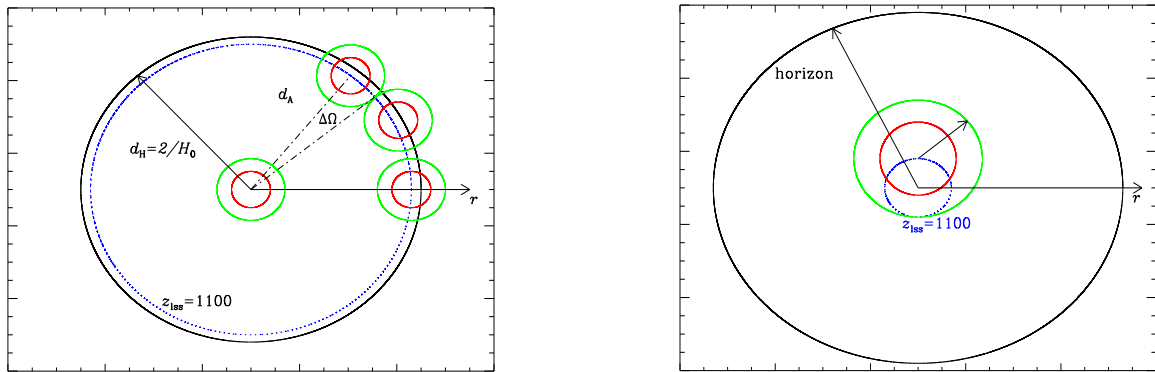 d_A
ΔΩ
d_H=2/H_0
r
z_lss=1100
horizon
r
z_lss=1100